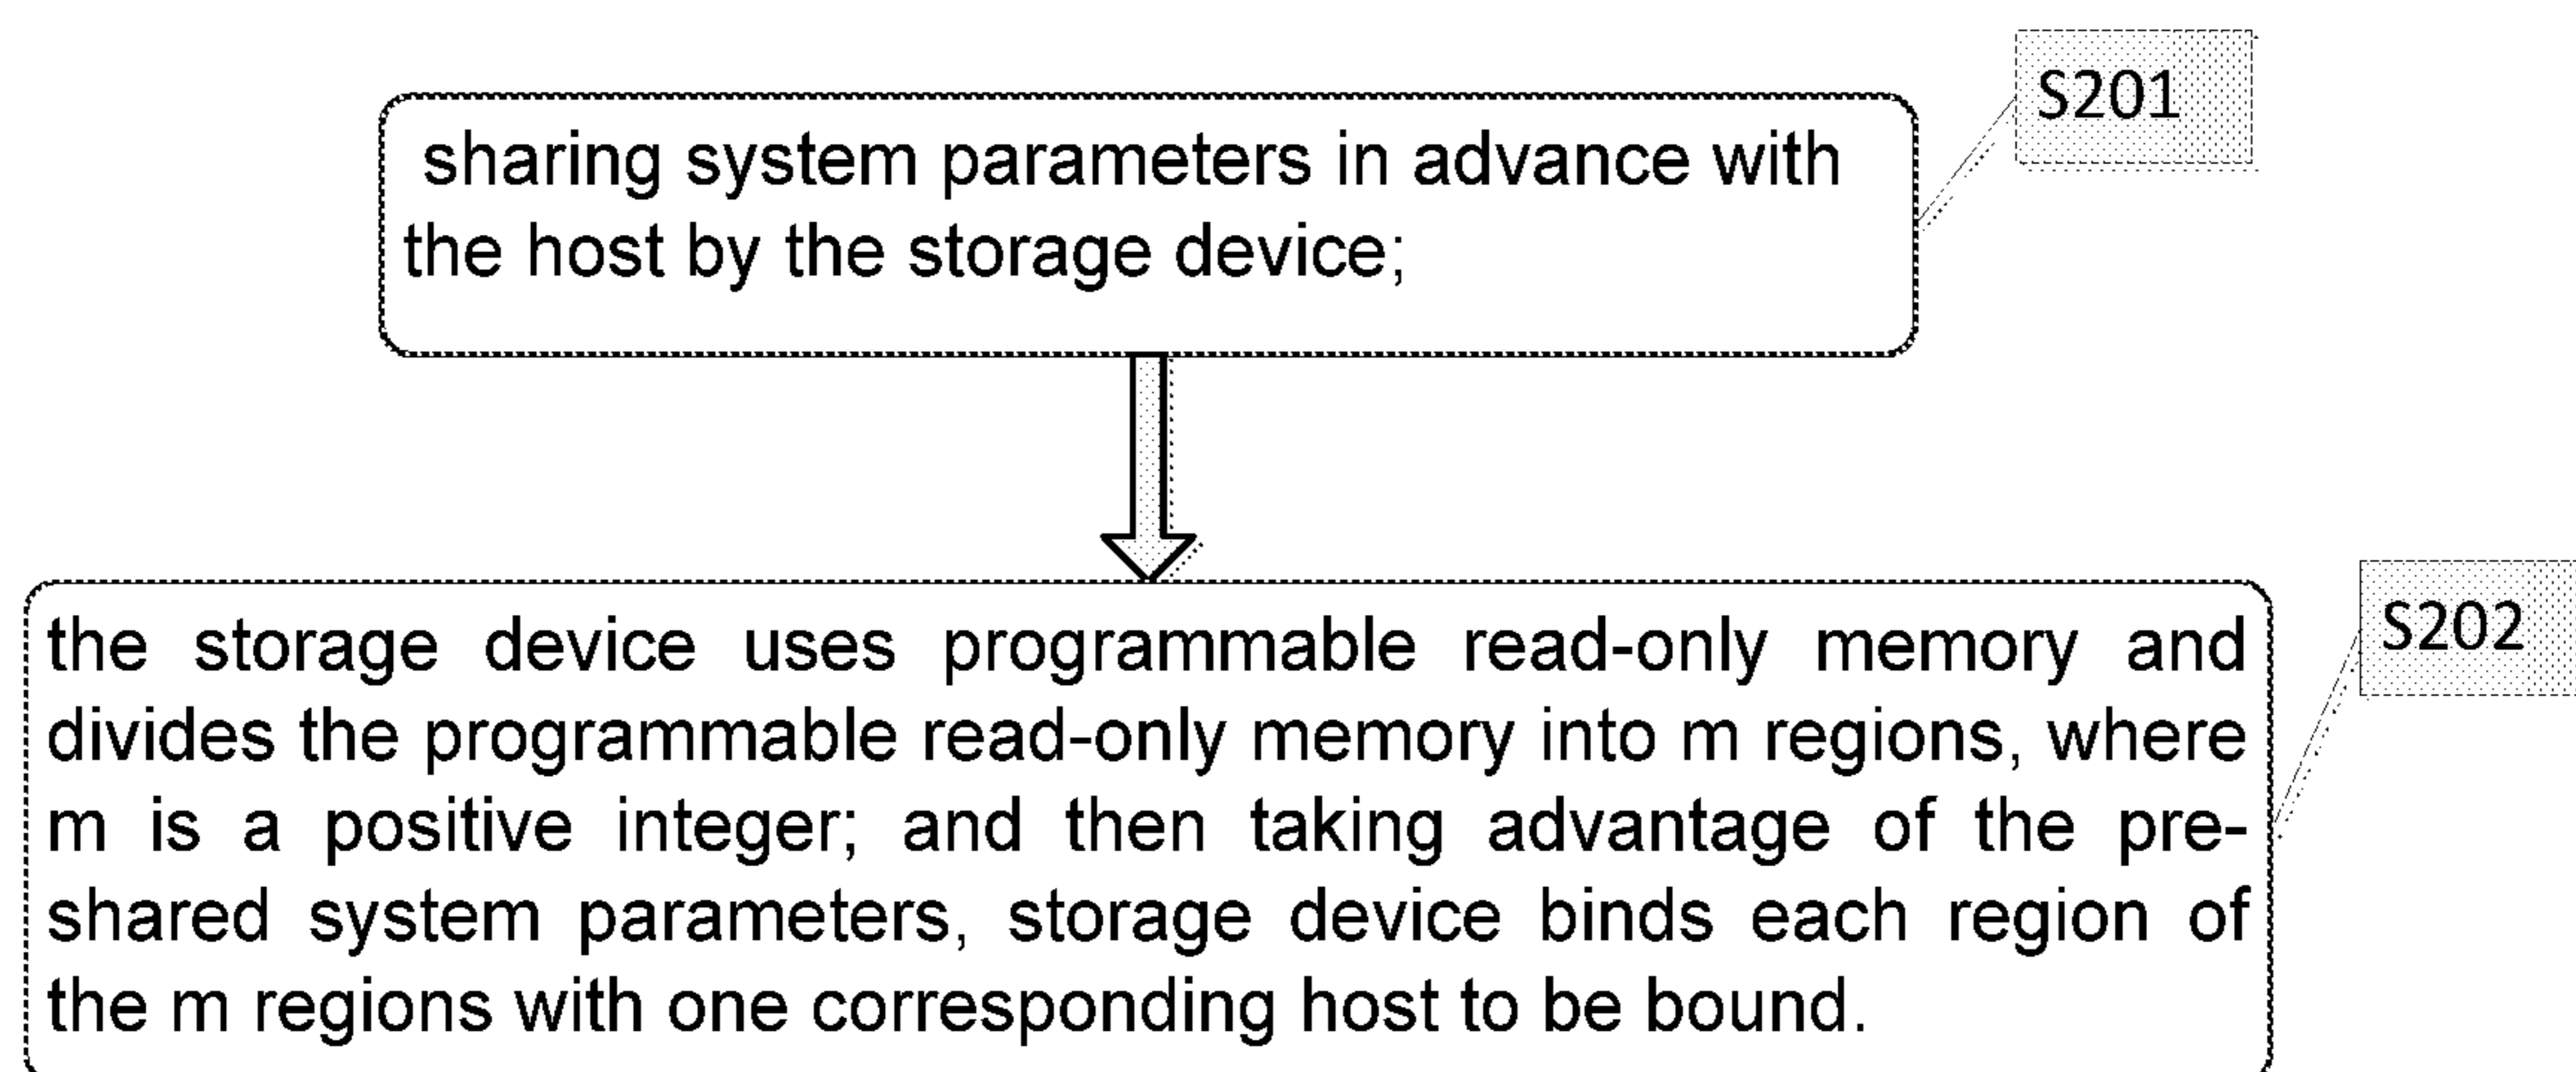 S201
sharing system parameters in advance with
the host by the storage device;
S202
the storage device uses programmable read-only memory and
divides the programmable read-only memory into m regions, where
m is a positive integer; and then taking advantage of the pre-
shared system parameters, storage device binds each region of
the m regions with one corresponding host to be bound.